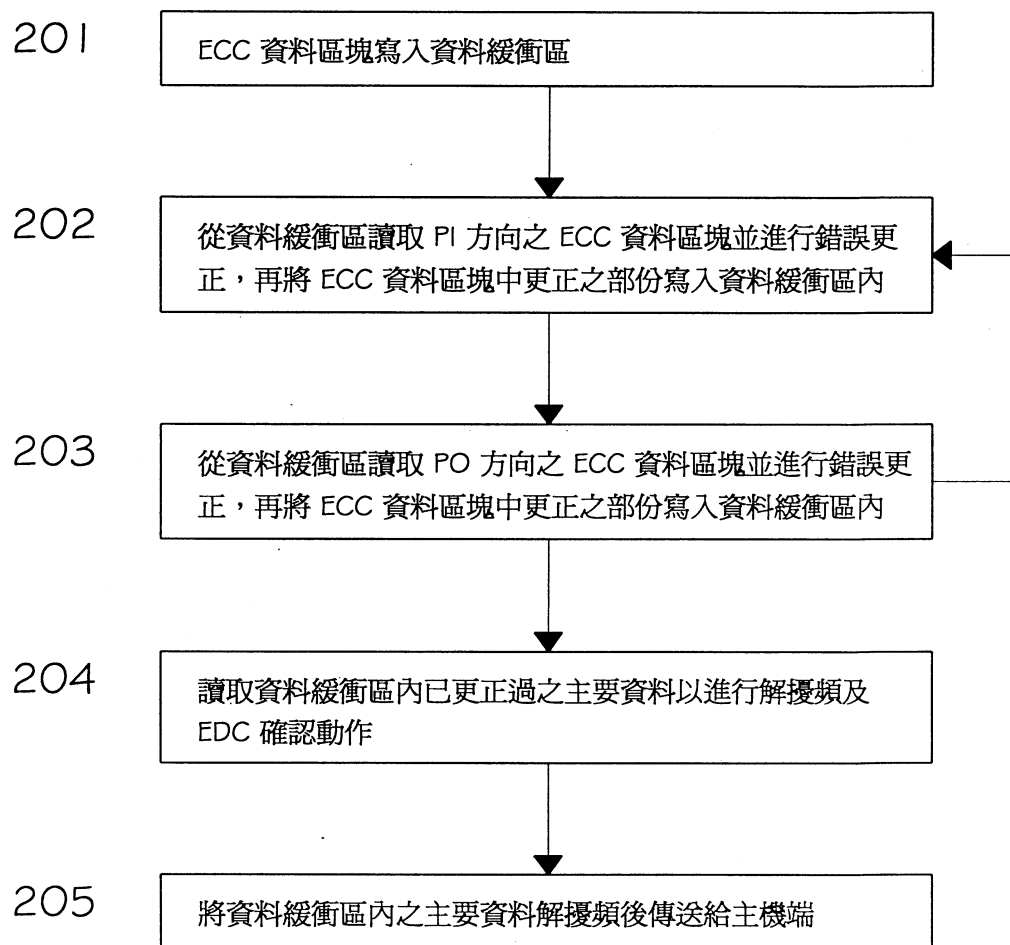 201
ECC 資料區塊寫入資料緩衝區
202
從資料緩衝區讀取 PI 方向之 ECC 資料區塊並進行錯誤更
正，再將 ECC 資料區塊中更正之部份寫入資料緩衝區內
203
從資料緩衝區讀取 PO 方向之 ECC 資料區塊並進行錯誤更
正，再將 ECC 資料區塊中更正之部份寫入資料緩衝區內
204
讀取資料緩衝區內已更正過之主要資料以進行解擾頻及
EDC 確認動作
205
將資料緩衝區內之主要資料解擾頻後傳送給主機端